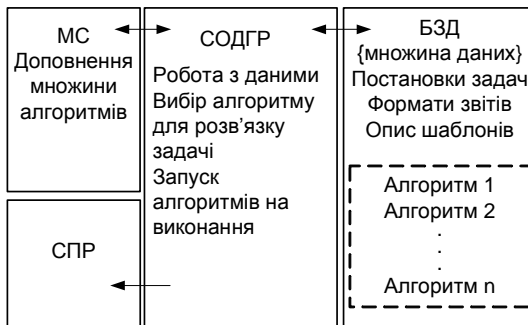 МС
Доповнення
множини
алгоритмів
СПР
СОДГР
Робота з даними
Вибір алгоритму
для розв'язку
задачі
Запуск
алгоритмів на
виконання
БЗД
{множина даних}
Постановки задач
Формати звітів
Опис шаблонів
Алгоритм 1
Алгоритм 2
.
.
.
Алгоритм n